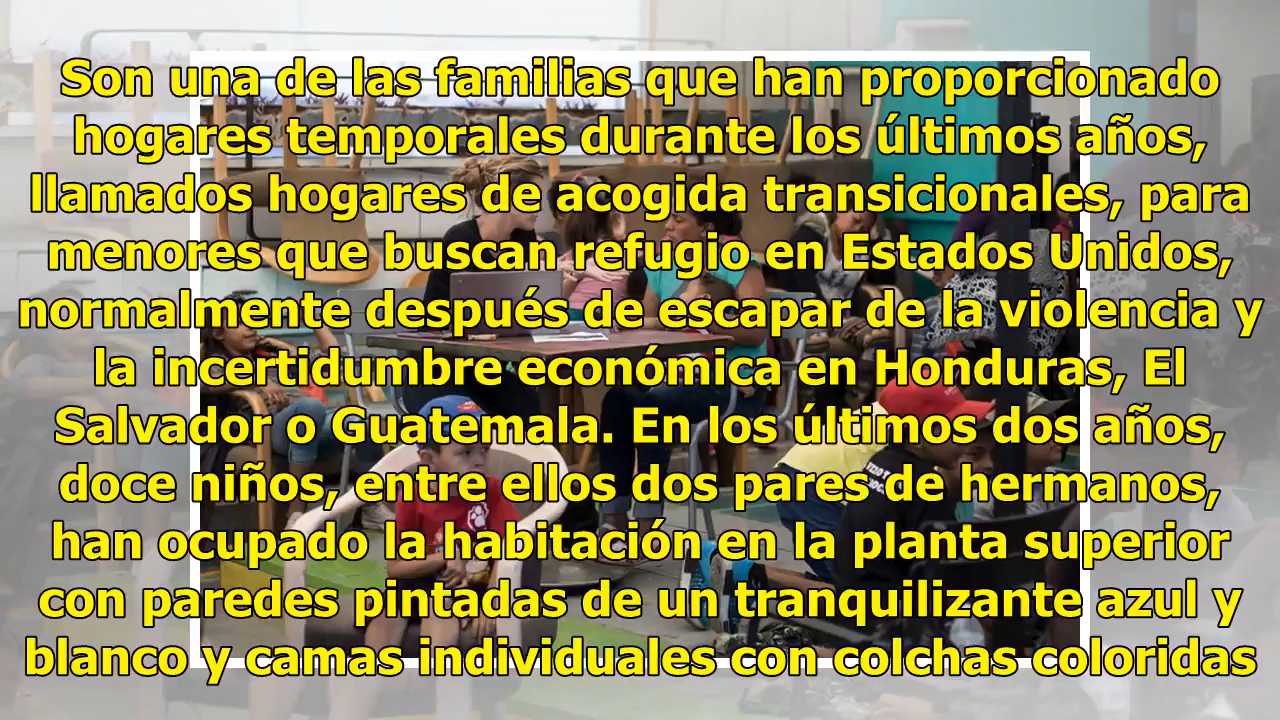 Son una de las familias que han proporcionado
hogares temporales durante los últimos años,
llamados hogares de acogida transicionales, para
menores que buscan refugio en Estados Unidos,
normalmente después de escapar de la violencia y
la incertidumbre económica en Honduras, El
Salvador o Guatemala. En los últimos dos años,
doce niños, entre ellos dos pares de hermanos,
han ocupado la habitación en la planta superior
con paredes pintadas de un tranquilizante azul y
blanco y camas individuales con colchas coloridas